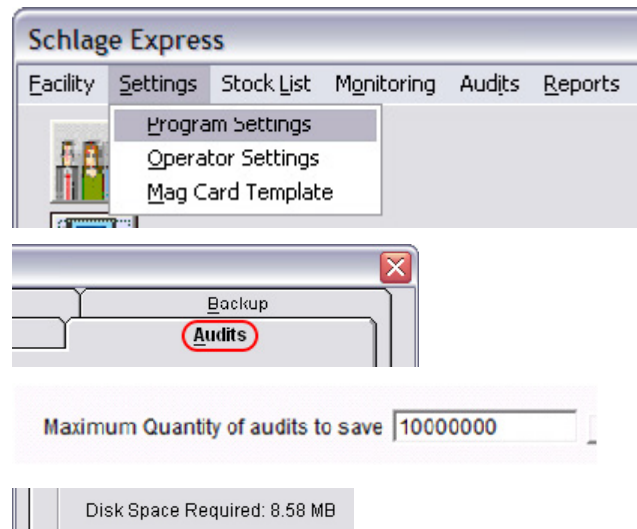 Schlage Express
Facility Settings Stock List Monitoring Audits Reports
Program Settings
Operator Settings
Mag Card Template
Backup
Audits
Maximum Quantity of audits to save 10000000
Disk Space Required: 8.58 MB